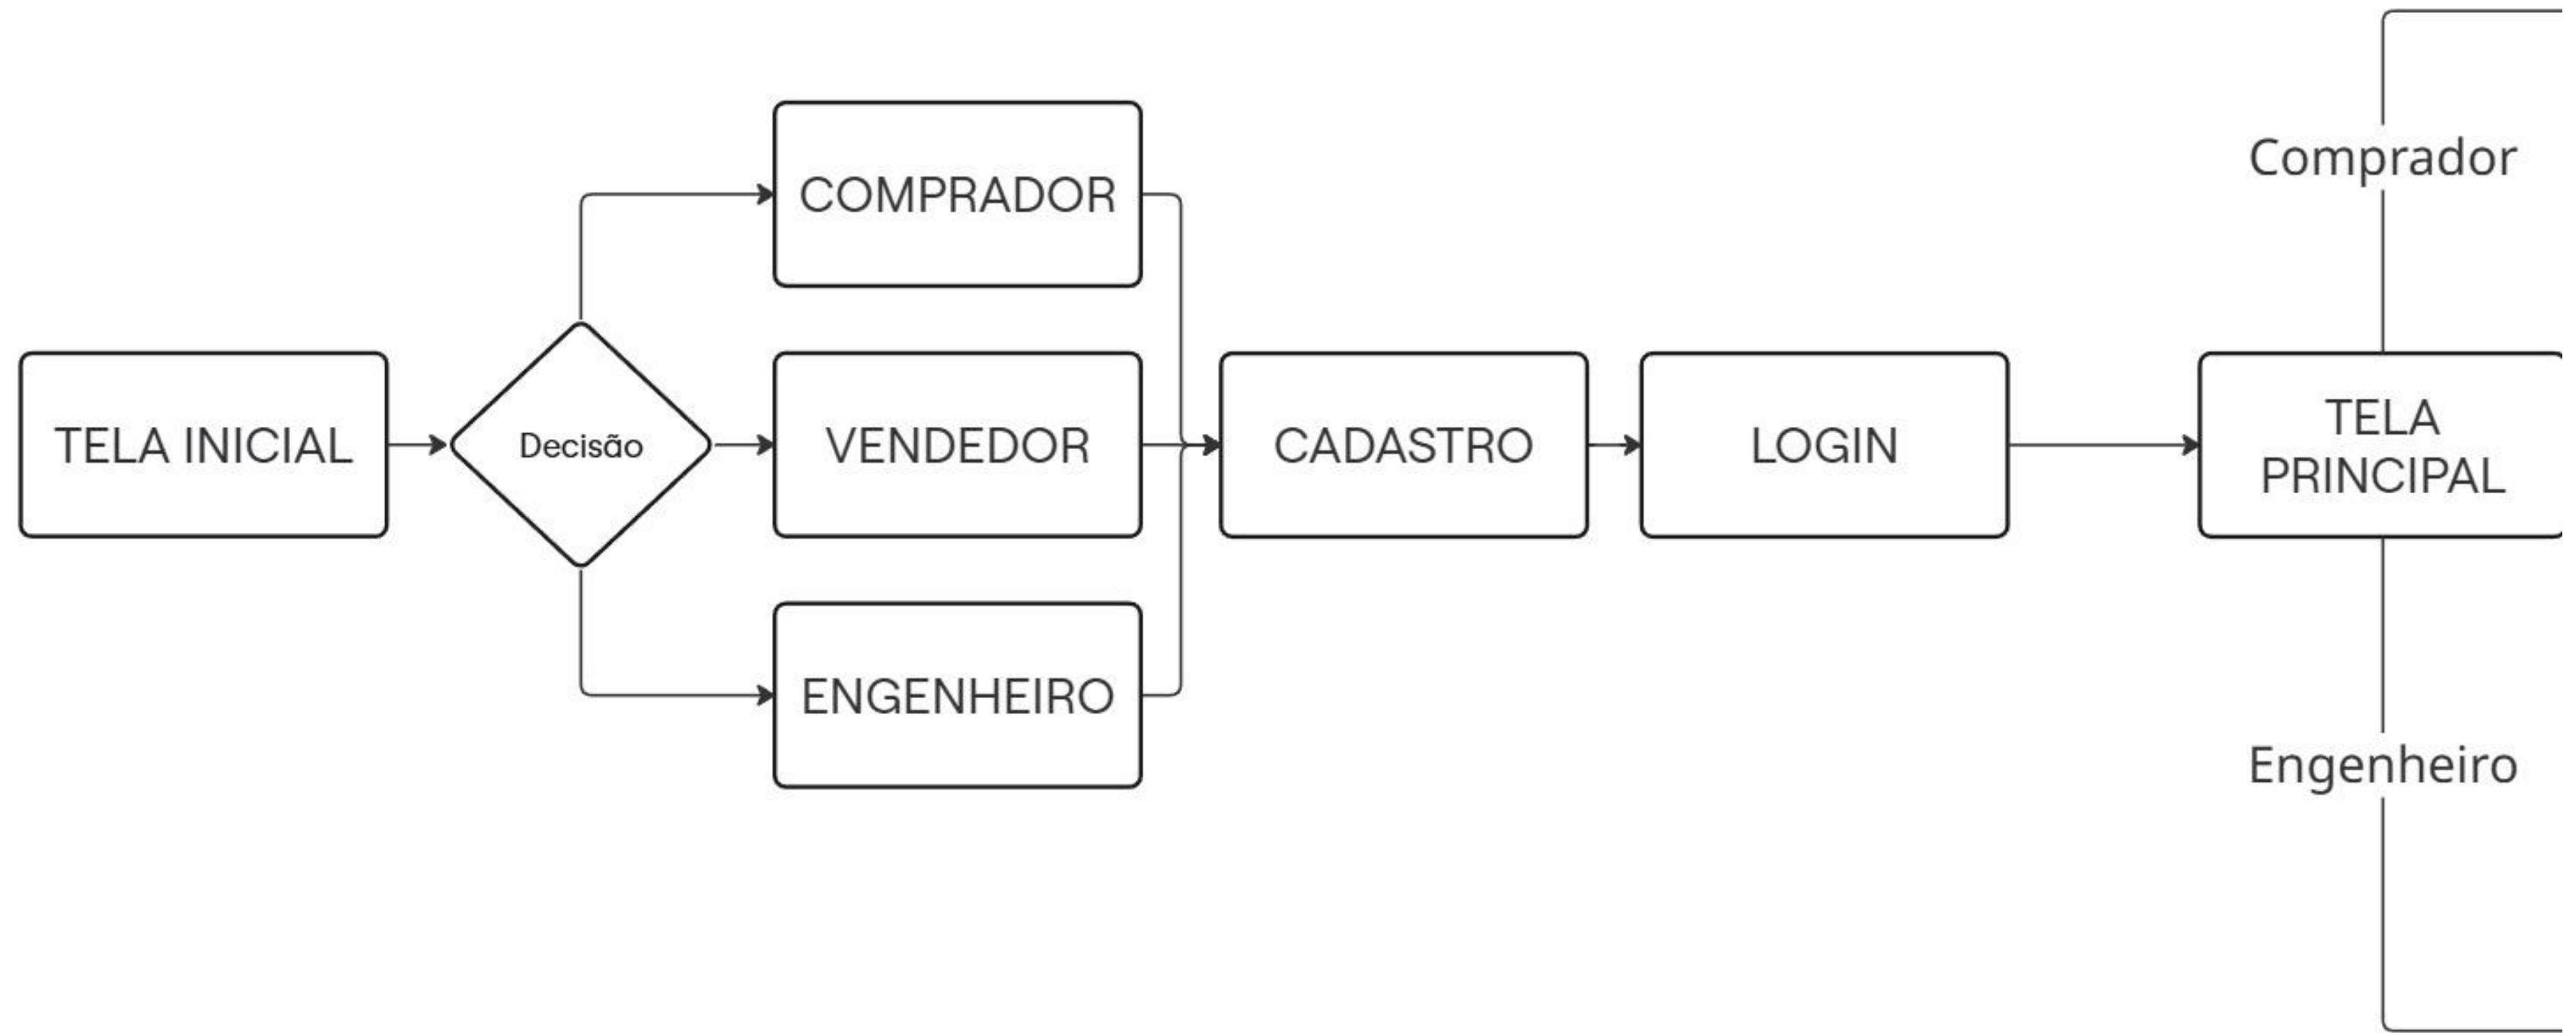 TELA INICIAL
Decisão
COMPRADOR
VENDEDOR
ENGENHEIRO
CADASTRO
LOGIN
TELA
PRINCIPAL
Comprador
Engenheiro